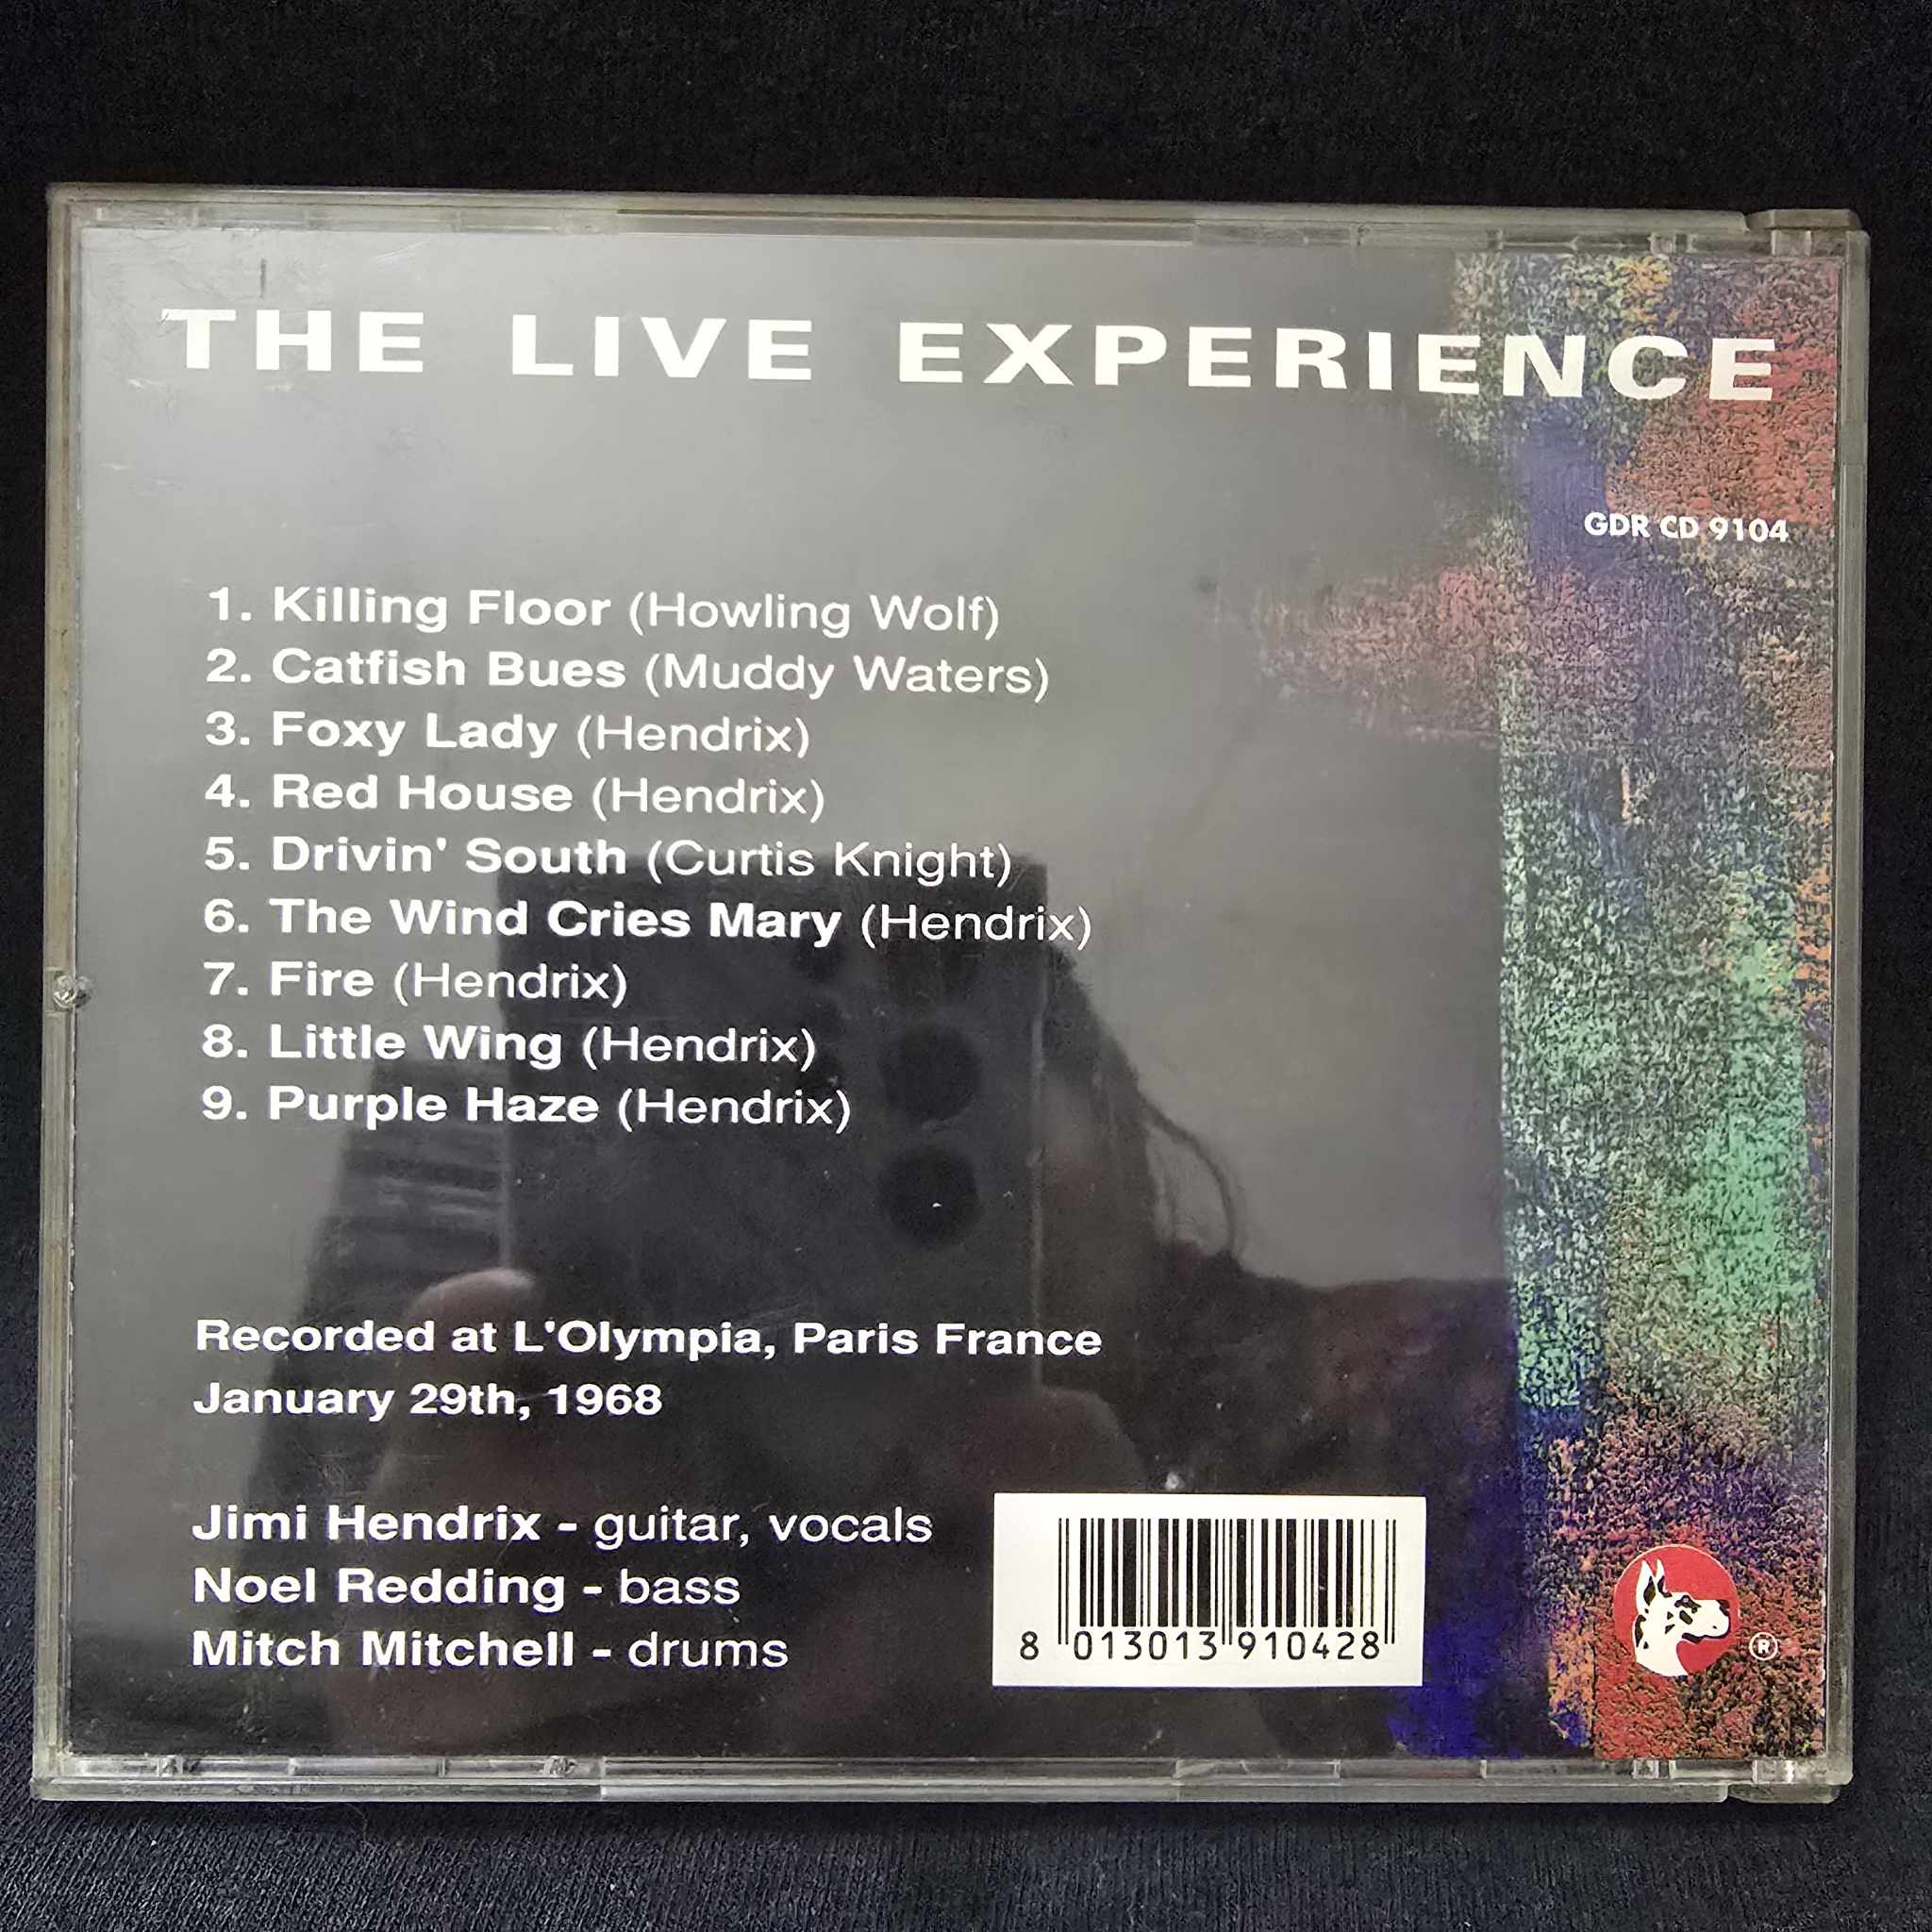 THE LIVE EXPERIENCE
GDR CD 9104
1. Killing Floor (Howling Wolf)
2. Catfish Bues (Muddy Waters)
3. Foxy Lady (Hendrix)
4. Red House (Hendrix)
5. Drivin' South (Curtis Knight)
6. The Wind Cries Mary (Hendrix)
7. Fire (Hendrix)
8. Little Wing (Hendrix)
9. Purple Haze (Hendrix)
Recorded at L'Olympia, Paris France
January 29th, 1968
Jimi Hendrix - guitar, vocals
Noel Redding - bass
Mitch Mitchell - drums
8 013013 910428
®